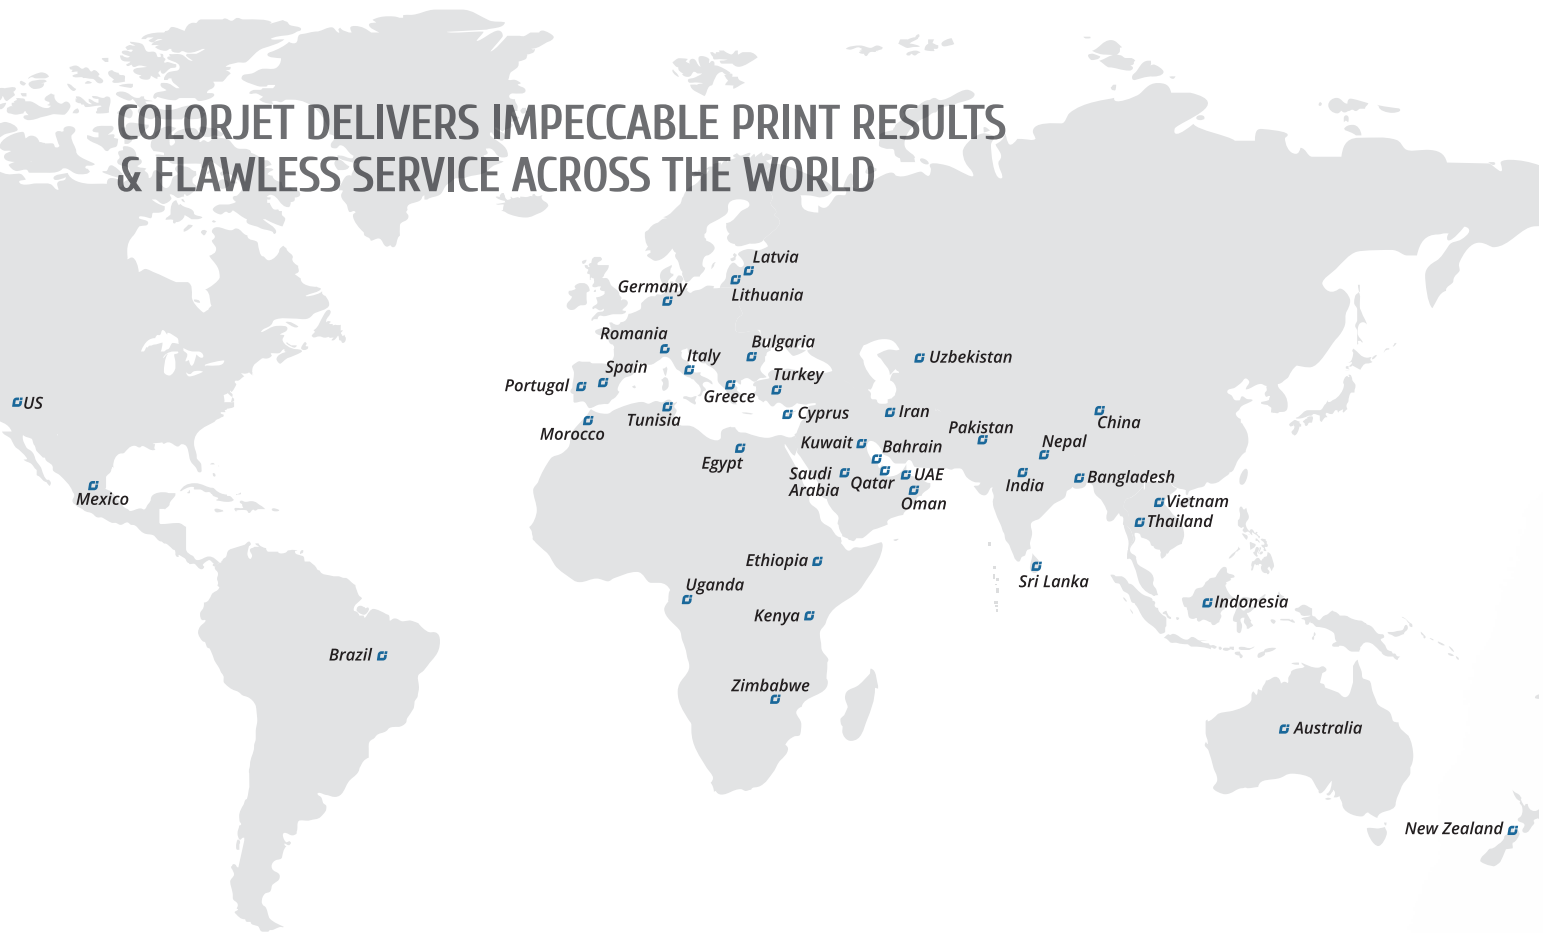 COLORJET DELIVERS IMPECCABLE PRINT RESULTS
& FLAWLESS SERVICE ACROSS THE WORLD
Latvia
Germany
Lithuania
Romania
Bulgaria
Italy
Uzbekistan
Spain
Turkey
Portugal
Greece
US
Iran
Cyprus
Tunisia
China
Pakistan
Morocco
Kuwait
Nepal
Bahrain
Egypt
Saudi
Arabia
UAE
Bangladesh
Qatar
India
Mexico
Vietnam
Oman
Thailand
Ethiopia
Sri Lanka
Uganda
Indonesia
Kenya
Brazil
Zimbabwe
Australia
New Zealand